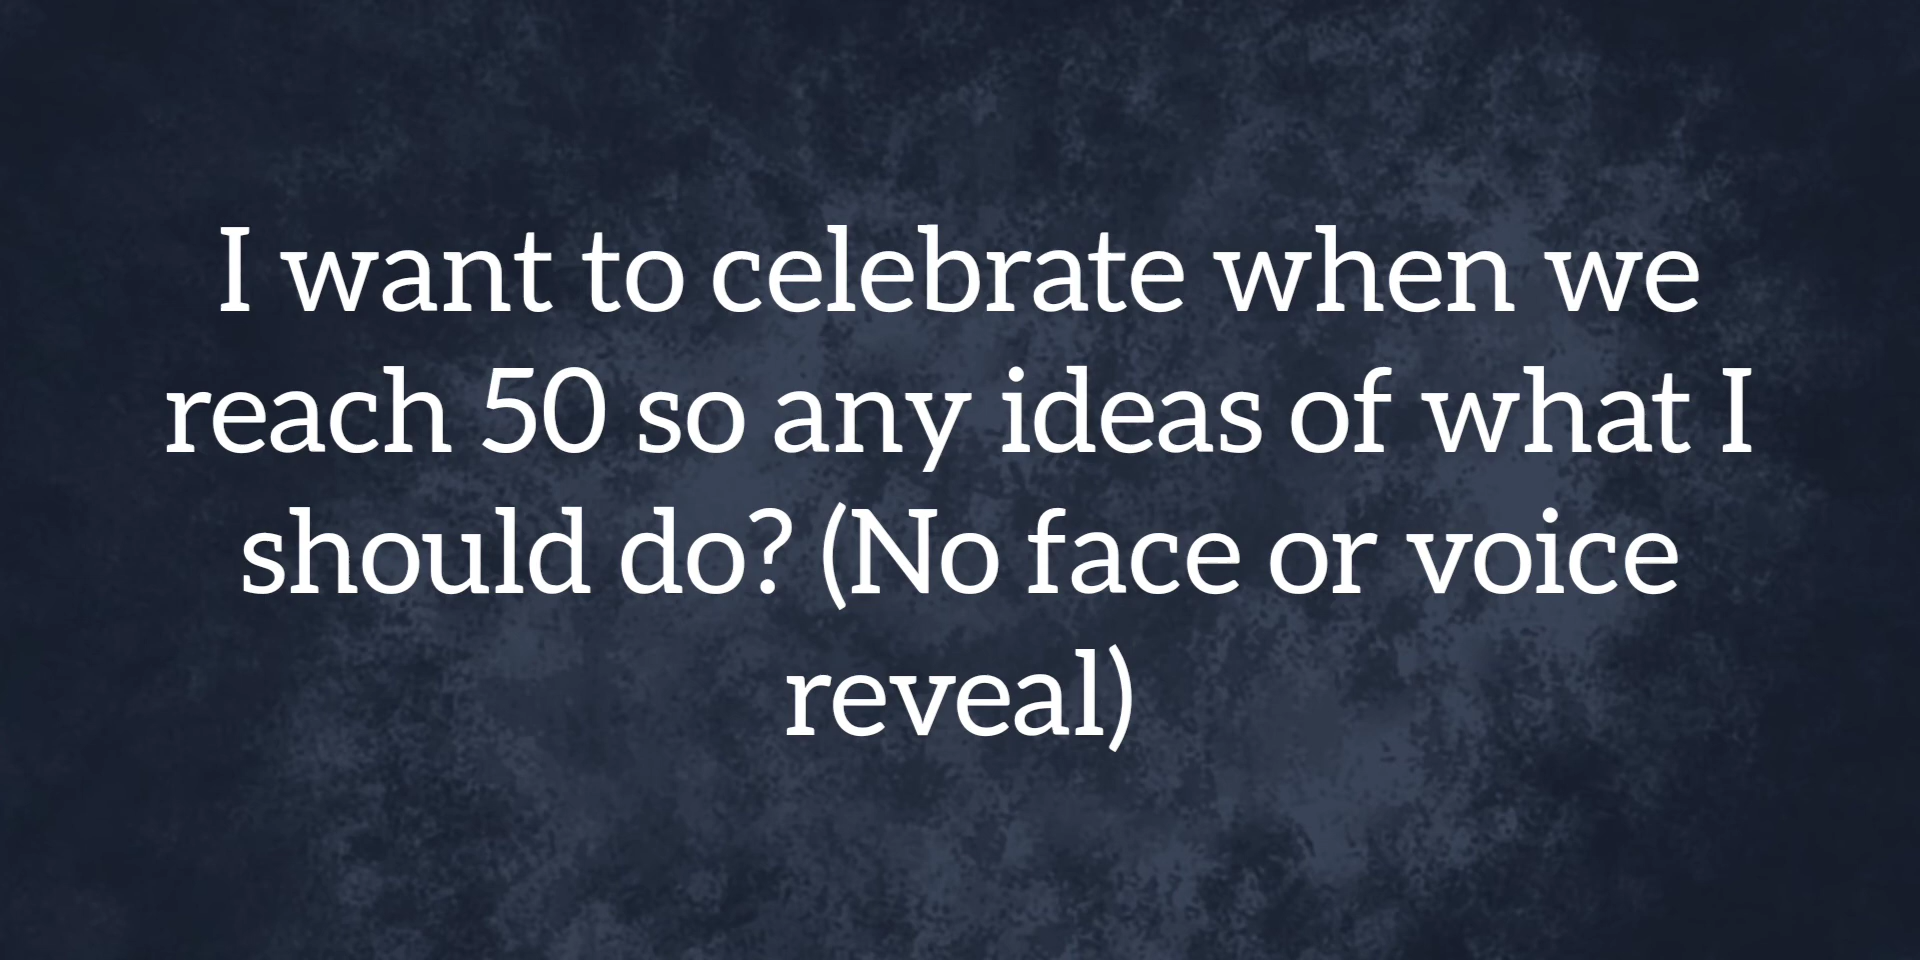 I want to celebrate when we
reach 50 so any ideas of what I
should do? (No face or voice
reveal)